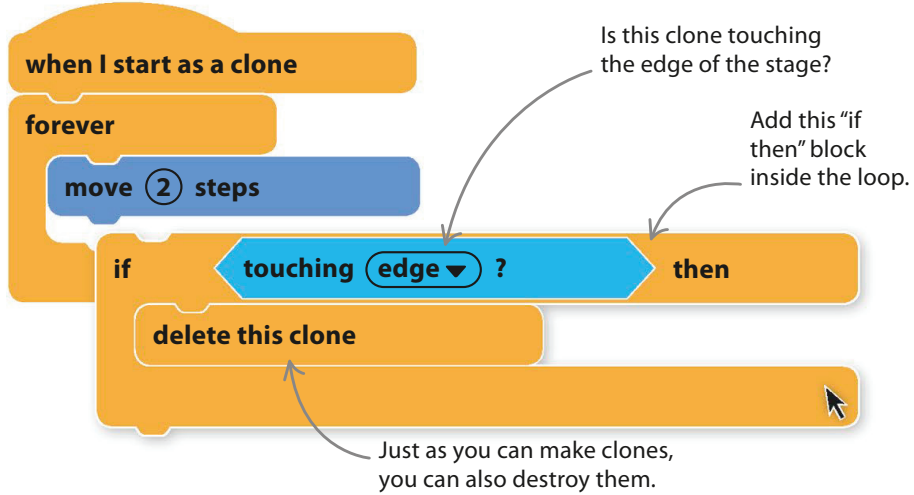 when I start as a clone
forever
move 2 steps
if touching edge ? then
delete this clone
Is this clone touching
the edge of the stage?
Add this “if
then” block
inside the loop.
Just as you can make clones,
you can also destroy them.